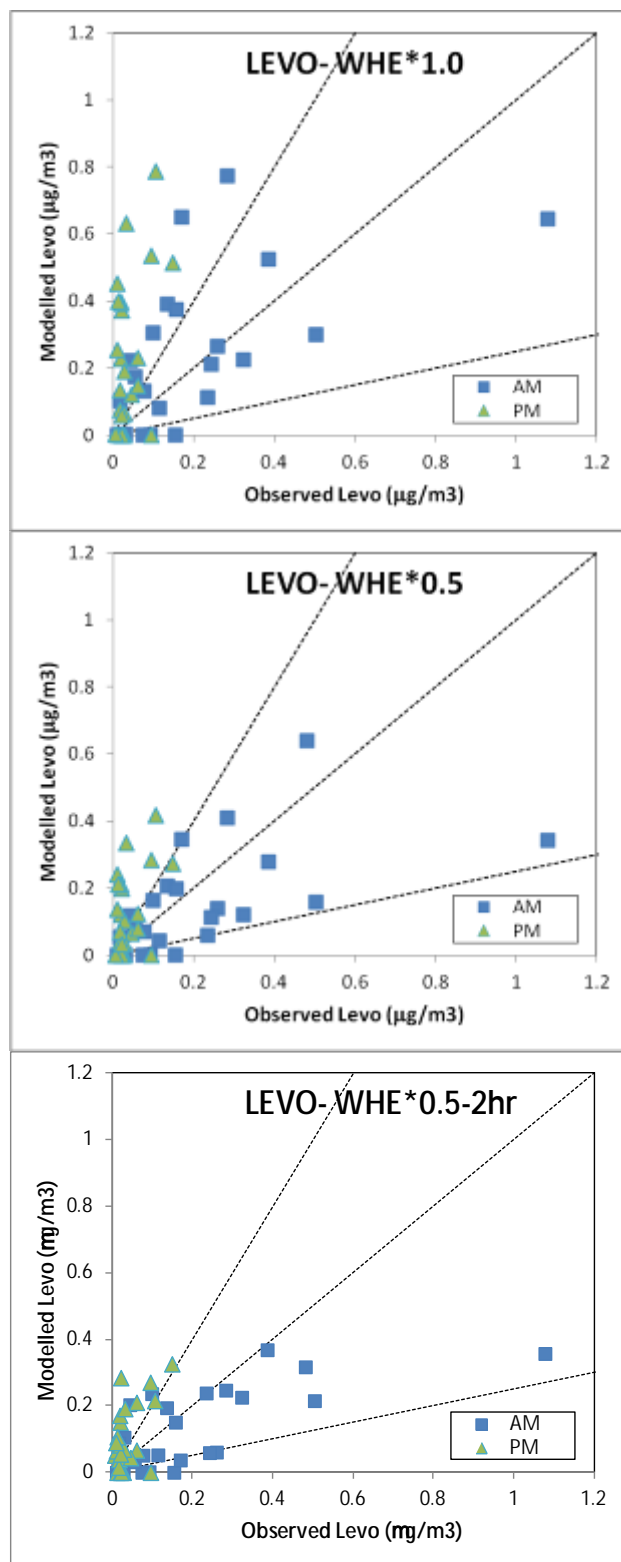 LEVO- WHE*1.0
Modelled Levo (µg/m3)
1.2
1
0.8
0.6
0.4
0.2
0
AM
PM
0 0.2 0.4 0.6 0.8 1 1.2
Observed Levo (µg/m3)
LEVO- WHE*0.5
Modelled Levo (µg/m3)
1.2
1
0.8
0.6
0.4
0.2
0
AM
PM
0 0.2 0.4 0.6 0.8 1 1.2
Observed Levo (µg/m3)
LEVO- WHE*0.5-2hr
Modelled Levo (mg/m3)
1.2
1
0.8
0.6
0.4
0.2
0
AM
PM
0 0.2 0.4 0.6 0.8 1 1.2
Observed Levo (mg/m3)